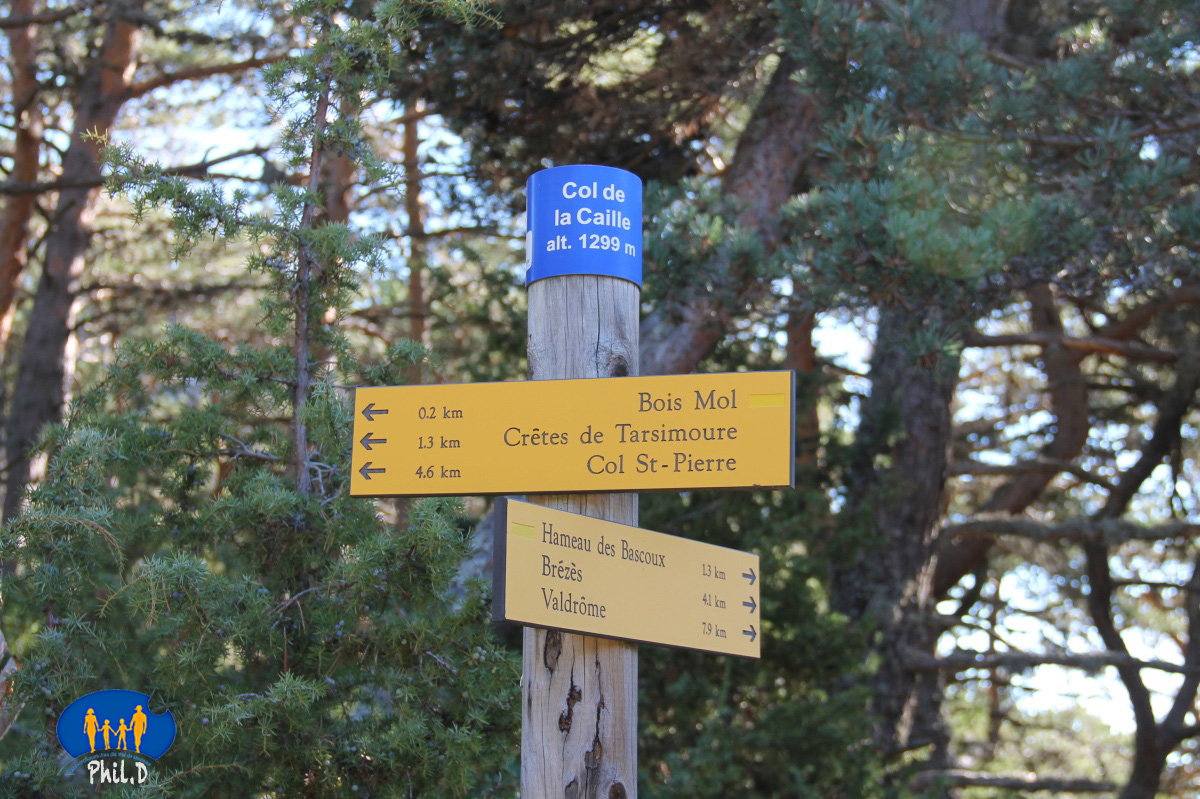 Col de
la Caille
alt. 1299 m
Bois Mol
0.2 km
Crêtes de Tarsimoure
1.3 km
Col St-Pierre
4.6 km
Hameau des Bascoux
1.3 km
Brézès
4.1 km
Valdrôme
7.9 km
Phil.D